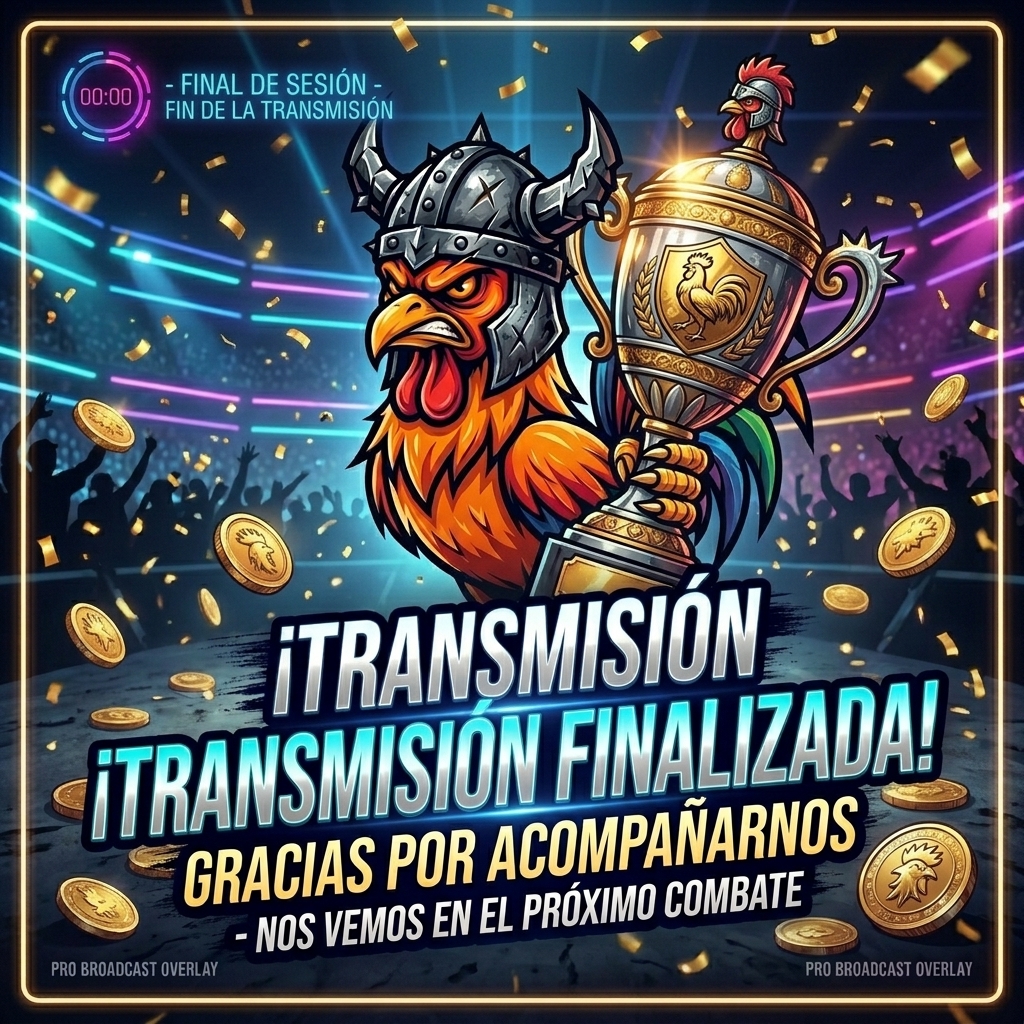 00:00
- FINAL DE SESIÓN -
FIN DE LA TRANSMISIÓN
¡TRANSMISIÓN
¡TRANSMISIÓN FINALIZADA!
GRACIAS POR ACOMPAÑARNOS
- NOS VEMOS EN EL PRÓXIMO COMBATE
PRO BROADCAST OVERLAY
PRO BROADCAST OVERLAY